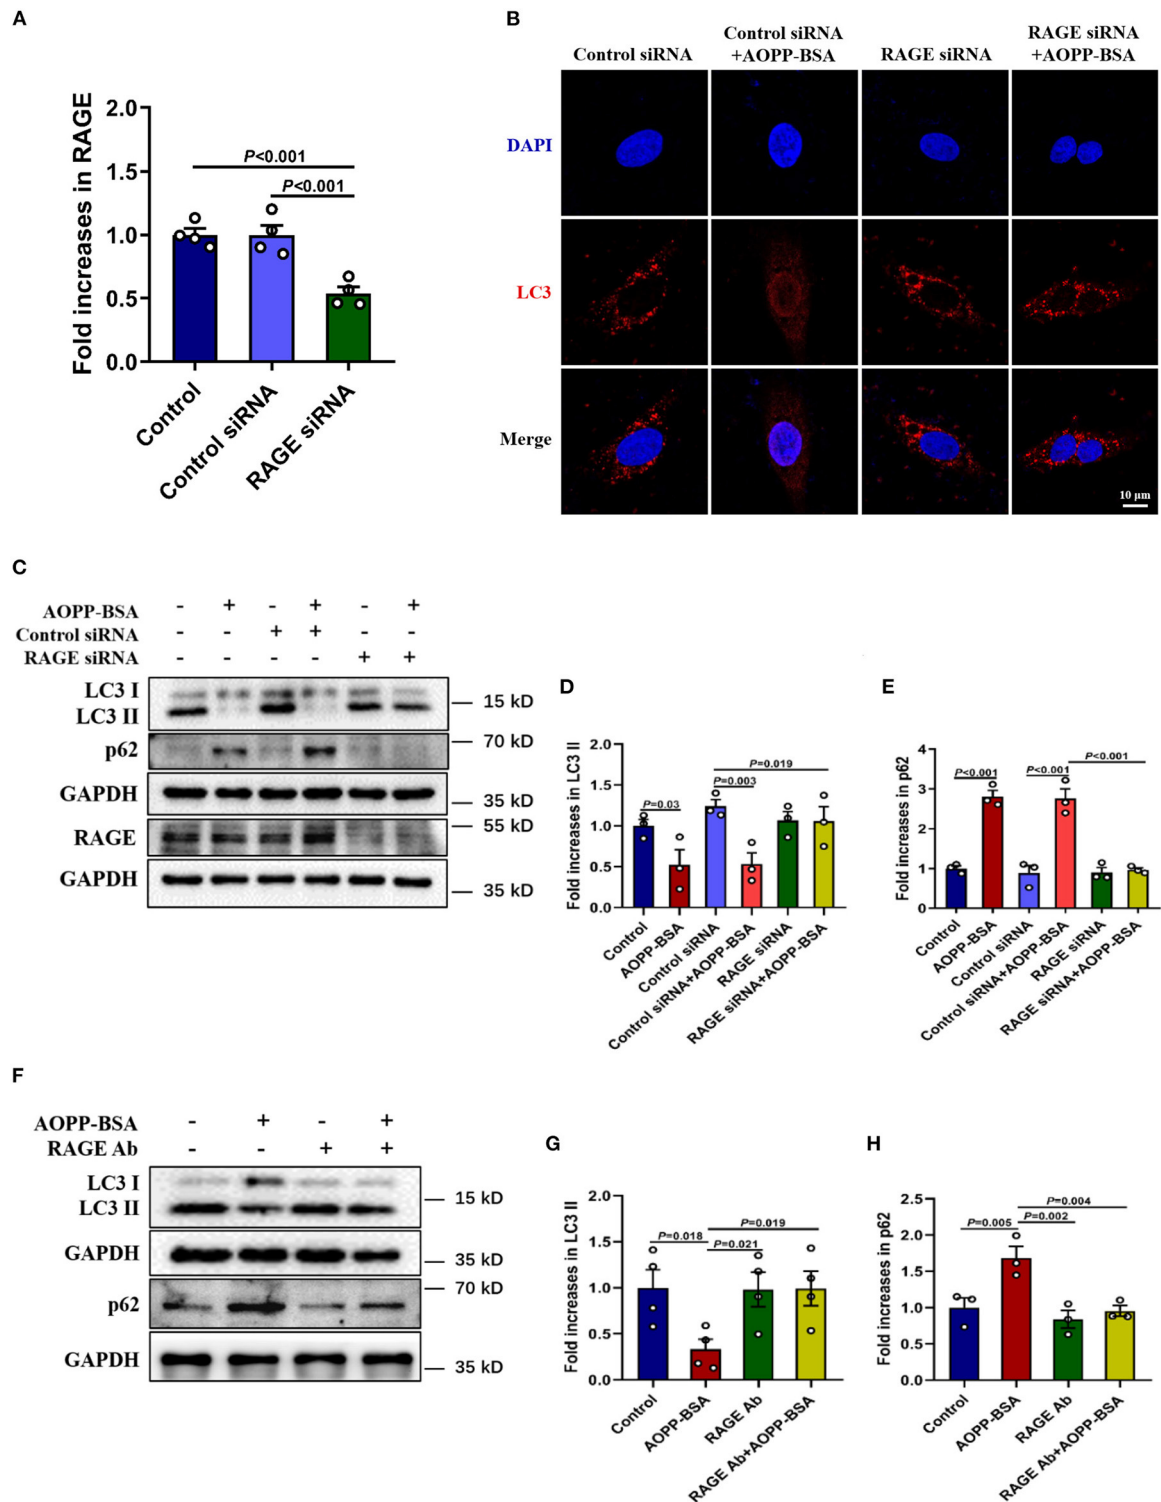 A
Fold increases in RAGE
2.0
1.5
1.0
0.5
0.0
P<0.001
P<0.001
Control
Control siRNA
RAGE siRNA
B
Control siRNA
Control siRNA
+AOPP-BSA
RAGE siRNA
RAGE siRNA
+AOPP-BSA
DAPI
LC3
Merge
10 μm
C
AOPP-BSA - + - + - +
Control siRNA - - + + - -
RAGE siRNA - - - - + +
LC3 I
LC3 II
15 kD
p62
70 kD
GAPDH
35 kD
RAGE
55 kD
GAPDH
35 kD
D
Fold increases in LC3 II
2.0
1.5
1.0
0.5
0.0
P=0.03
P=0.003
P=0.019
Control
AOPP-BSA
Control siRNA
Control siRNA+AOPP-BSA
RAGE siRNA
RAGE siRNA+AOPP-BSA
E
Fold increases in p62
4
3
2
1
0
P<0.001
P<0.001
P<0.001
Control
AOPP-BSA
Control siRNA
Control siRNA+AOPP-BSA
RAGE siRNA
RAGE siRNA+AOPP-BSA
F
AOPP-BSA - + - +
RAGE Ab - - + +
LC3 I
LC3 II
15 kD
GAPDH
35 kD
p62
70 kD
GAPDH
35 kD
G
Fold increases in LC3 II
2.0
1.5
1.0
0.5
0.0
P=0.018
P=0.021
P=0.019
Control
AOPP-BSA
RAGE Ab
RAGE Ab+AOPP-BSA
H
Fold increases in p62
2.5
2.0
1.5
1.0
0.5
0.0
P=0.005
P=0.002
P=0.004
Control
AOPP-BSA
RAGE Ab
RAGE Ab+AOPP-BSA